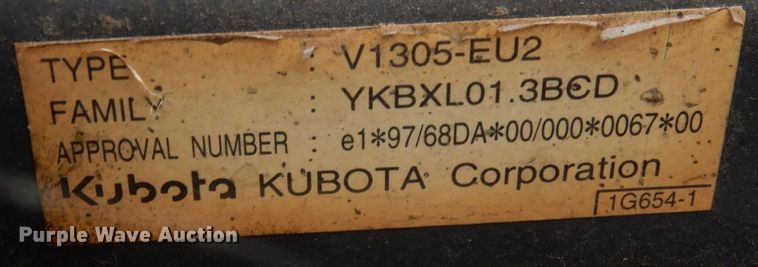 TYPE : V1305-EU2
FAMILY : YKBXL01.3BCD
APPROVAL NUMBER : e1*97/68DA*00/000*0067*00
Kubota KUBOTA Corporation
1G654-1
Purple Wave Auction